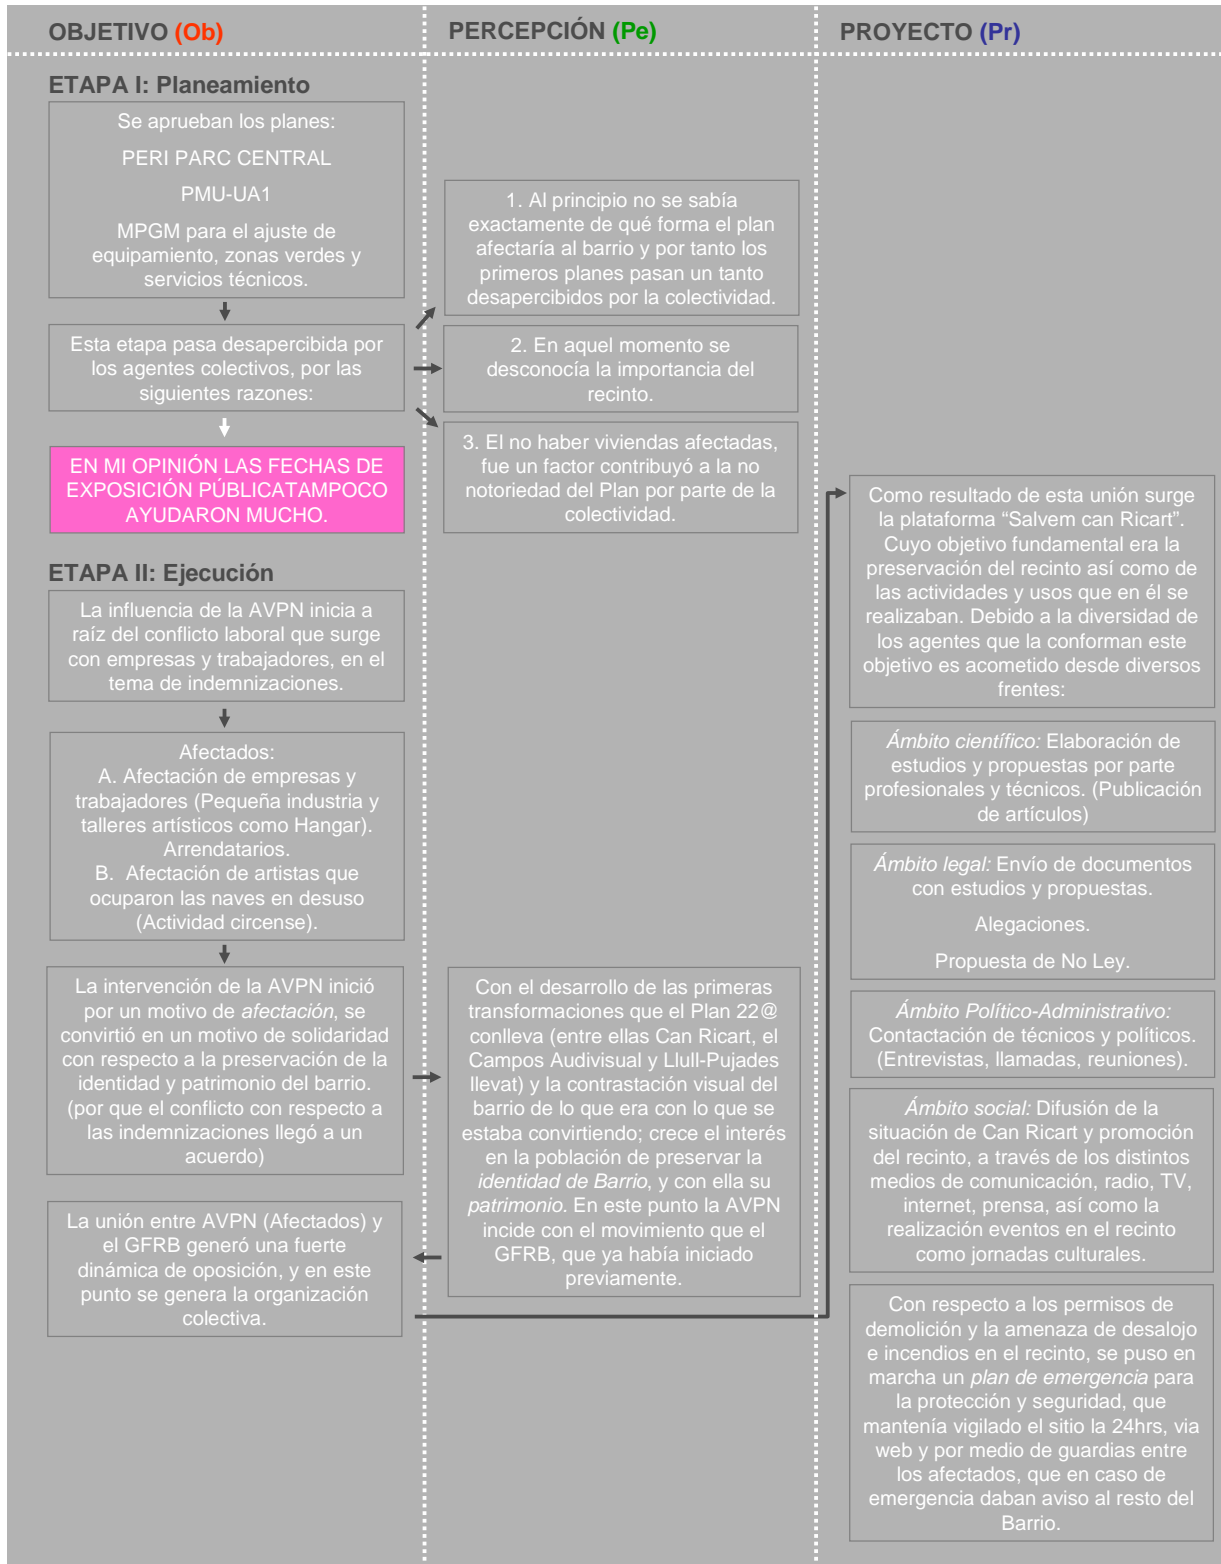 OBJETIVO (Ob)
PERCEPCIÓN (Pe)
PROYECTO (Pr)
ETAPA I: Planeamiento
Se aprueban los planes:
PERI PARC CENTRAL
PMU-UA1
MPGM para el ajuste de
equipamiento, zonas verdes y
servicios técnicos.
Esta etapa pasa desapercibida por
los agentes colectivos, por las
siguientes razones:
EN MI OPINIÓN LAS FECHAS DE
EXPOSICIÓN PÚBLICATAMPOCO
AYUDARON MUCHO.
1. Al principio no se sabía
exactamente de qué forma el plan
afectaría al barrio y por tanto los
primeros planes pasan un tanto
desapercibidos por la colectividad.
2. En aquel momento se
desconocía la importancia del
recinto.
3. El no haber viviendas afectadas,
fue un factor contribuyó a la no
notoriedad del Plan por parte de la
colectividad.
ETAPA II: Ejecución
La influencia de la AVPN inicia a
raíz del conflicto laboral que surge
con empresas y trabajadores, en el
tema de indemnizaciones.
Afectados:
A. Afectación de empresas y
trabajadores (Pequeña industria y
talleres artísticos como Hangar).
Arrendatarios.
B. Afectación de artistas que
ocuparon las naves en desuso
(Actividad circense).
La intervención de la AVPN inició
por un motivo de afectación, se
convirtió en un motivo de solidaridad
con respecto a la preservación de la
identidad y patrimonio del barrio.
(por que el conflicto con respecto a
las indemnizaciones llegó a un
acuerdo)
Con el desarrollo de las primeras
transformaciones que el Plan 22@
conlleva (entre ellas Can Ricart, el
Campos Audivisual y Llull-Pujades
llevat) y la contrastación visual del
barrio de lo que era con lo que se
estaba convirtiendo; crece el interés
en la población de preservar la
identidad de Barrio, y con ella su
patrimonio. En este punto la AVPN
incide con el movimiento que el
GFRB, que ya había iniciado
previamente.
La unión entre AVPN (Afectados) y
el GFRB generó una fuerte
dinámica de oposición, y en este
punto se genera la organización
colectiva.
Como resultado de esta unión surge
la plataforma “Salvem can Ricart”.
Cuyo objetivo fundamental era la
preservación del recinto así como de
las actividades y usos que en él se
realizaban. Debido a la diversidad de
los agentes que la conforman este
objetivo es acometido desde diversos
frentes:
Ámbito científico: Elaboración de
estudios y propuestas por parte
profesionales y técnicos. (Publicación
de artículos)
Ámbito legal: Envío de documentos
con estudios y propuestas.
Alegaciones.
Propuesta de No Ley.
Ámbito Político-Administrativo:
Contactación de técnicos y políticos.
(Entrevistas, llamadas, reuniones).
Ámbito social: Difusión de la
situación de Can Ricart y promoción
del recinto, a través de los distintos
medios de comunicación, radio, TV,
internet, prensa, así como la
realización eventos en el recinto
como jornadas culturales.
Con respecto a los permisos de
demolición y la amenaza de desalojo
e incendios en el recinto, se puso en
marcha un plan de emergencia para
la protección y seguridad, que
mantenía vigilado el sitio la 24hrs, via
web y por medio de guardias entre
los afectados, que en caso de
emergencia daban aviso al resto del
Barrio.